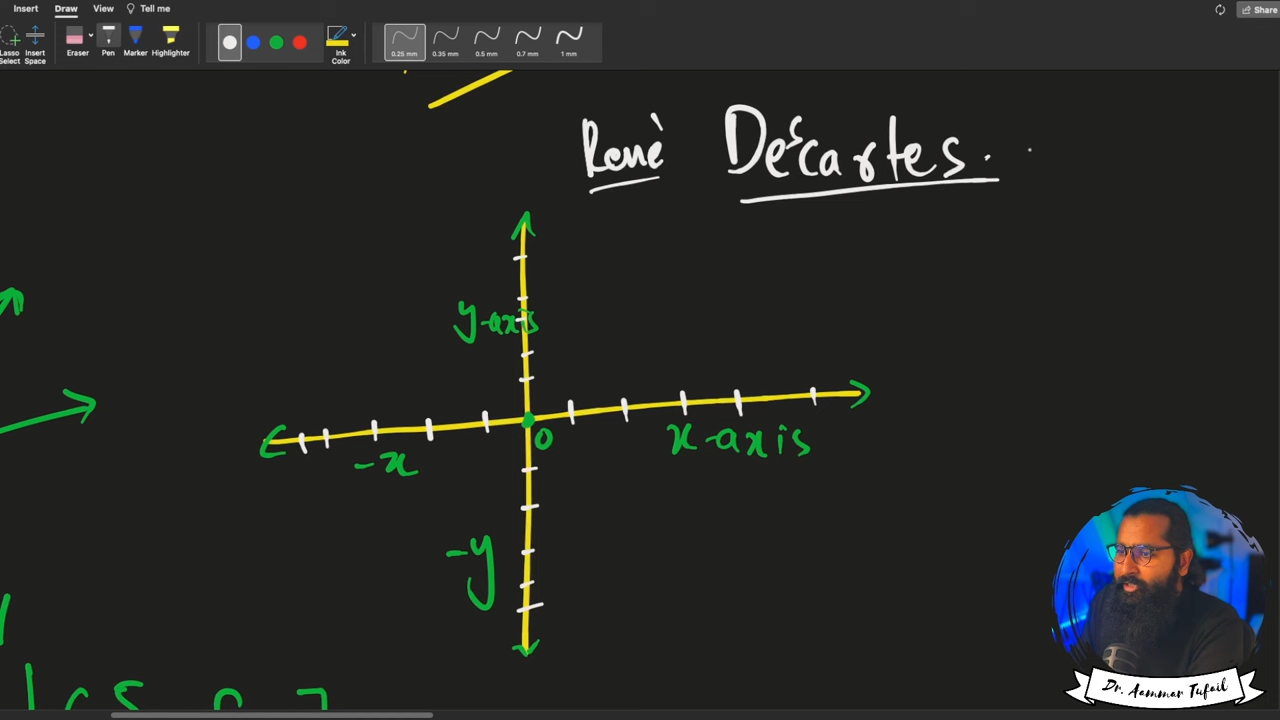 Insert Draw View Tell me
Share
Lasso Select
Insert Space
Eraser
Pen
Marker
Highlighter
Ink Color
0.25 mm
0.35 mm
0.5 mm
0.7 mm
1 mm
Renè Descartes.
y-axis
0
x-axis
-x
-y
Dr. Aammar Tufail